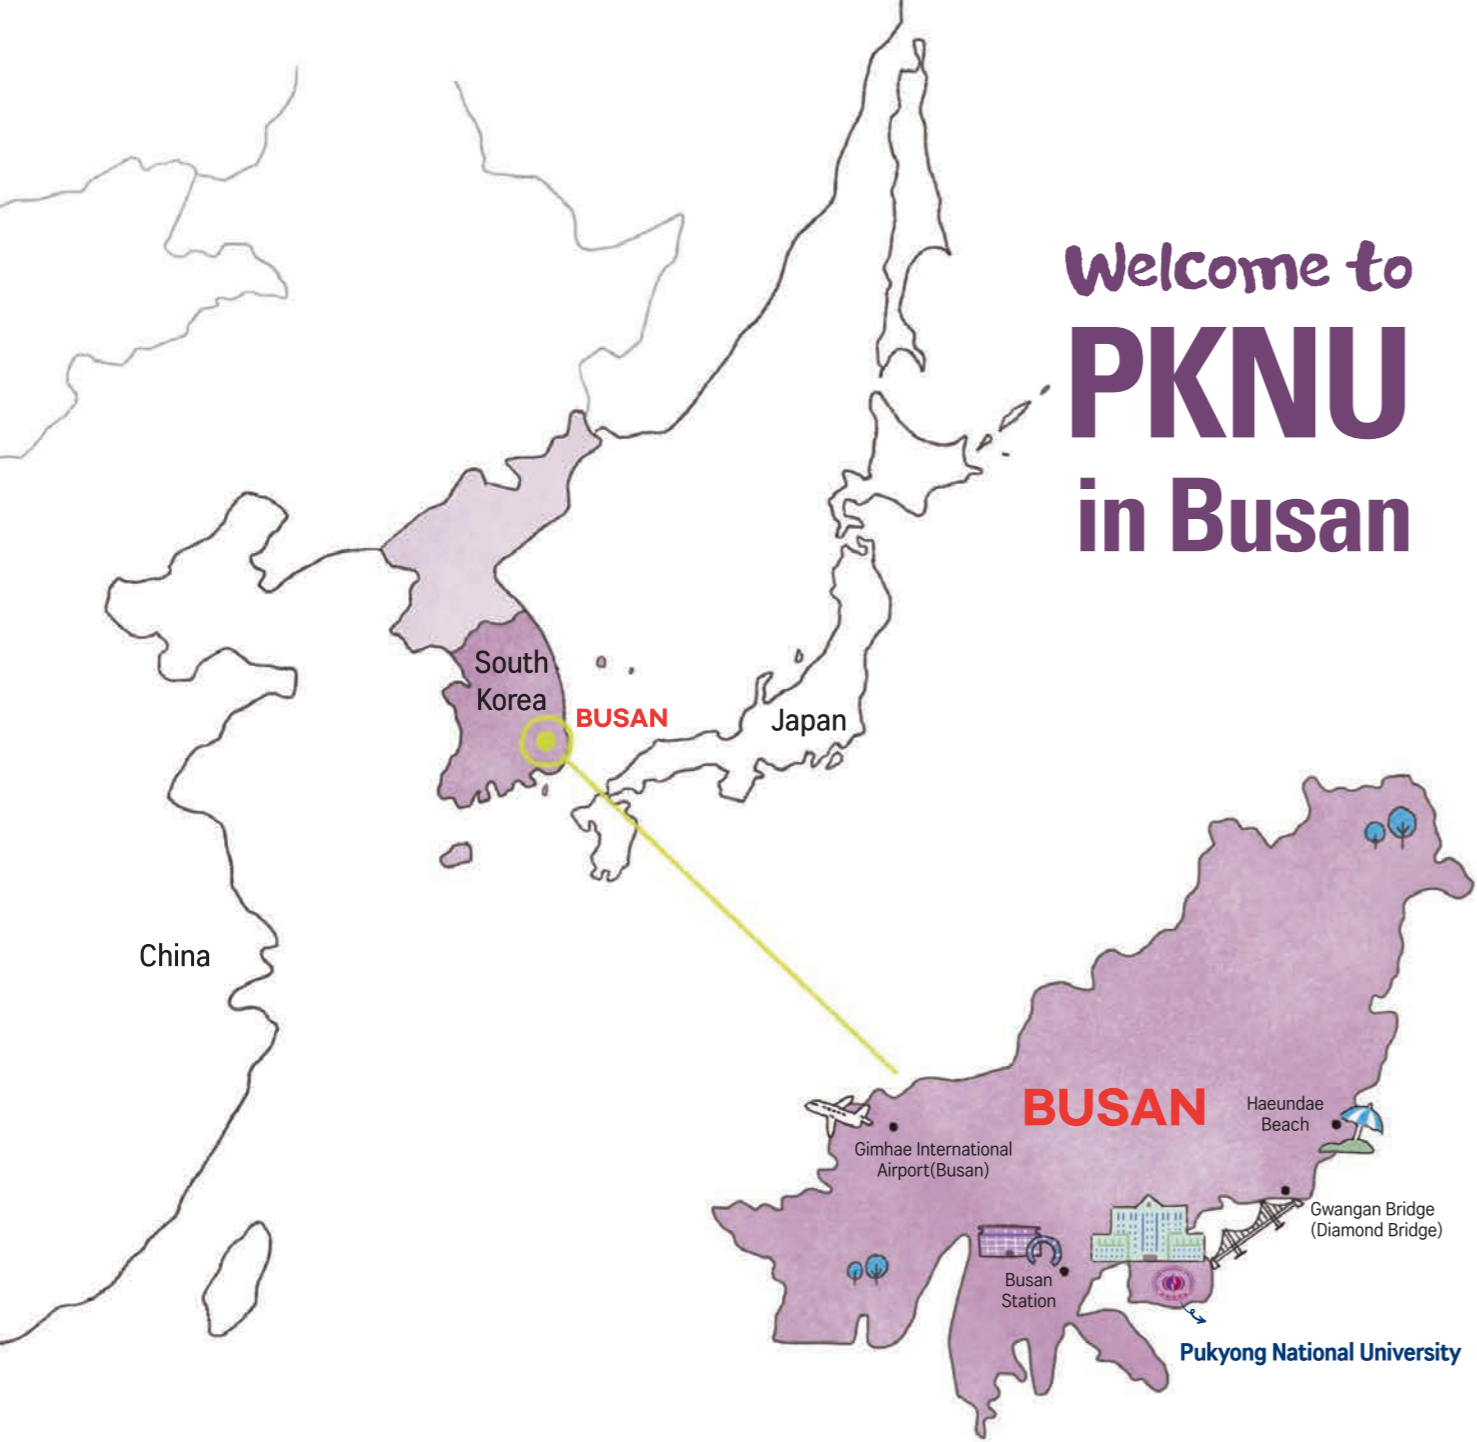 Welcome to
PKNU
in Busan
South
Korea
BUSAN
Japan
China
BUSAN
Haeundae
Beach
Gimhae International
Airport(Busan)
Gwangan Bridge
(Diamond Bridge)
Busan
Station
Pukyong National University